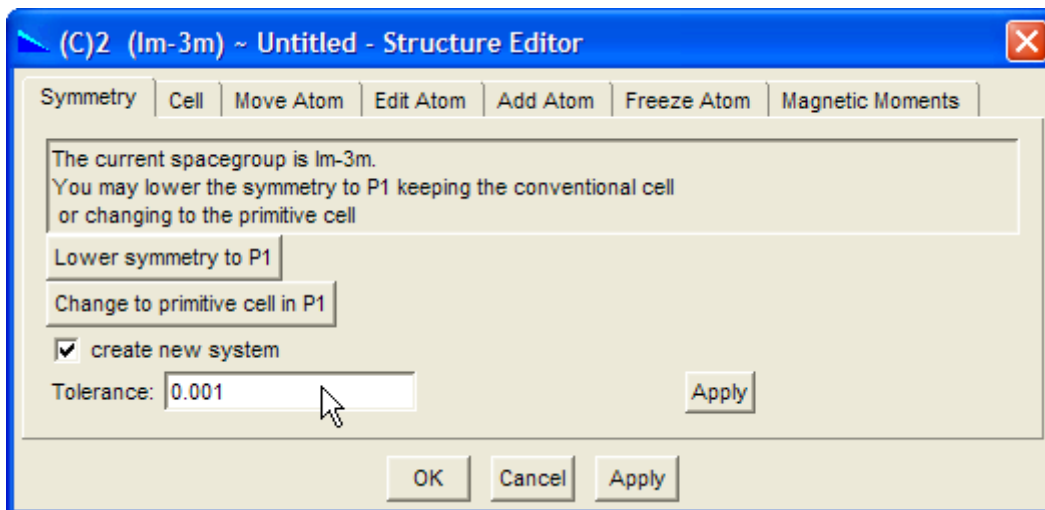 (C)2 (Im-3m) ~ Untitled - Structure Editor
Symmetry Cell Move Atom Edit Atom Add Atom Freeze Atom Magnetic Moments
The current spacegroup is Im-3m.
You may lower the symmetry to P1 keeping the conventional cell
or changing to the primitive cell
Lower symmetry to P1
Change to primitive cell in P1
create new system
Tolerance: 0.001 Apply
OK Cancel Apply